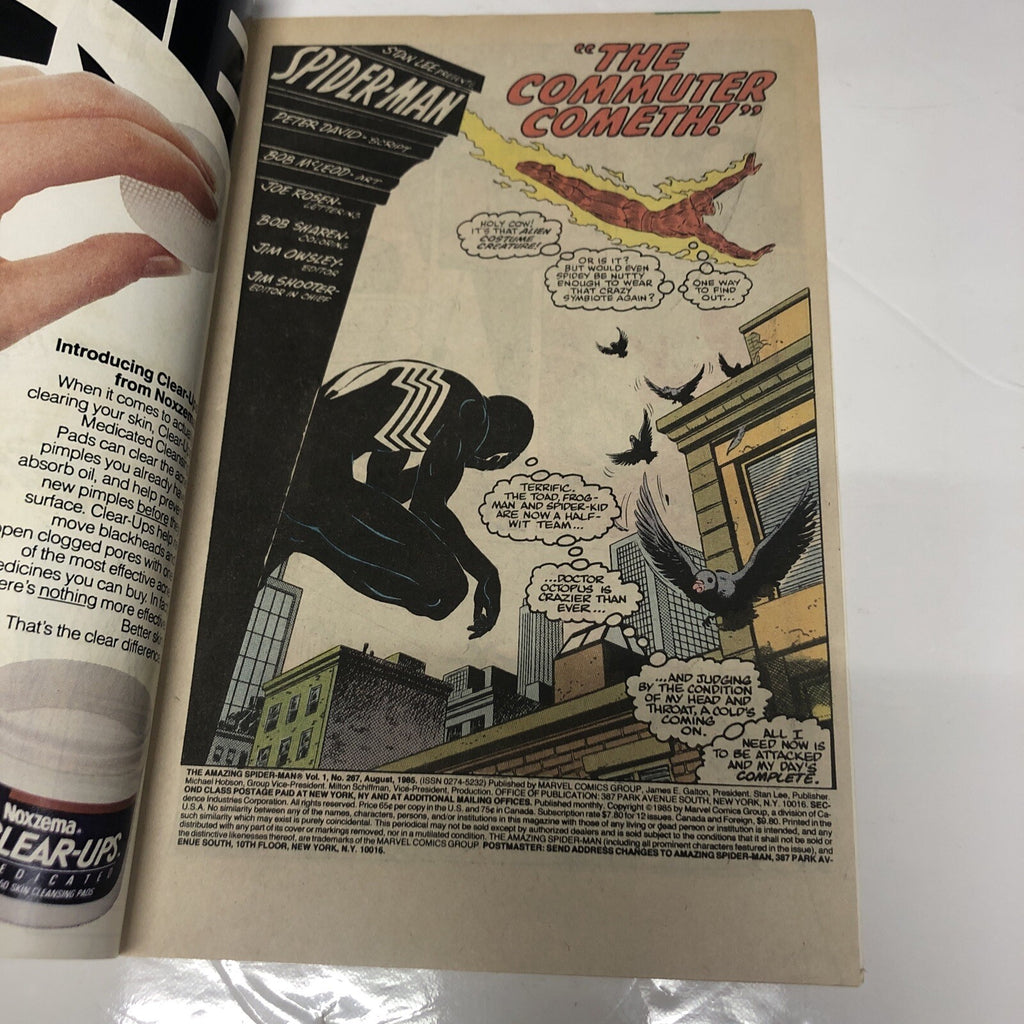 Introducing Clear-U
from Noxzem
When it comes to actua
clearing your skin, Clear-U
Medicated Cleansin
Pads can clear the ac
pimples you already ha
absorb oil, and help preve
new pimples before the
surface. Clear-Ups help
move blackheads a
open clogged pores with on
of the most effective acn
edicines you can buy. In fac
ere's nothing more effectiv
Better sk
That's the clear difference
Noxzema
CLEAR-UPS
MEDICATED
60 SKIN CLEANSING PADS
STAN LEE PRESENTS
SPIDER-MAN
PETER DAVID- SCRIPT
BOB McLEOD- ART
JOE ROSEN-
LETTERING
BOB SHAREN-
COLORING
JIM OWSLEY-
EDITOR
JIM SHOOTER-
EDITOR IN CHIEF
"THE
COMMUTER
COMETH!"
HOLY COW!
IT'S THAT ALIEN
COSTUME
CREATURE!
OR IS IT?
BUT WOULD EVEN
SPIDEY BE NUTTY
ENOUGH TO WEAR
THAT CRAZY
SYMBIOTE AGAIN?
ONE WAY
TO FIND
OUT...
TERRIFIC.
THE TOAD, FROG-
MAN AND SPIDER-KID
ARE NOW A HALF-
WIT TEAM...
...DOCTOR
OCTOPUS IS
CRAZIER THAN
EVER...
...AND JUDGING
BY THE CONDITION
OF MY HEAD AND
THROAT, A COLD'S
COMING
ON.
ALL I
NEED NOW IS
TO BE ATTACKED
AND MY DAY'S
COMPLETE.
THE AMAZING SPIDER-MAN® Vol. 1, No. 267, August, 1985. (ISSN 0274-5232) Published by MARVEL COMICS GROUP, James E. Galton, President. Stan Lee, Publisher.
Michael Hobson, Group Vice-President. Milton Schiffman, Vice-President, Production. OFFICE OF PUBLICATION: 387 PARK AVENUE SOUTH, NEW YORK, N.Y. 10016. SEC-
OND CLASS POSTAGE PAID AT NEW YORK, NY AND AT ADDITIONAL MAILING OFFICES. Published monthly. Copyright ©1985 by Marvel Comics Group, a division of Ca-
dence Industries Corporation. All rights reserved. Price 65¢ per copy in the U.S. and 75¢ in Canada. Subscription rate $7.80 for 12 issues. Canada and Foreign, $9.80. Printed in the
U.S.A. No similarity between any of the names, characters, persons, and/or institutions in this magazine with those of any living or dead person or institution is intended, and any
such similarity which may exist is purely coincidental. This periodical may not be sold except by authorized dealers and is sold subject to the conditions that it shall not be sold or
distributed with any part of its cover or markings removed, nor in a mutilated condition. THE AMAZING SPIDER-MAN (including all prominent characters featured in the issue), and
the distinctive likenesses thereof, are trademarks of the MARVEL COMICS GROUP. POSTMASTER: SEND ADDRESS CHANGES TO AMAZING SPIDER-MAN, 387 PARK AV-
ENUE SOUTH, 10TH FLOOR, NEW YORK, N.Y. 10016.